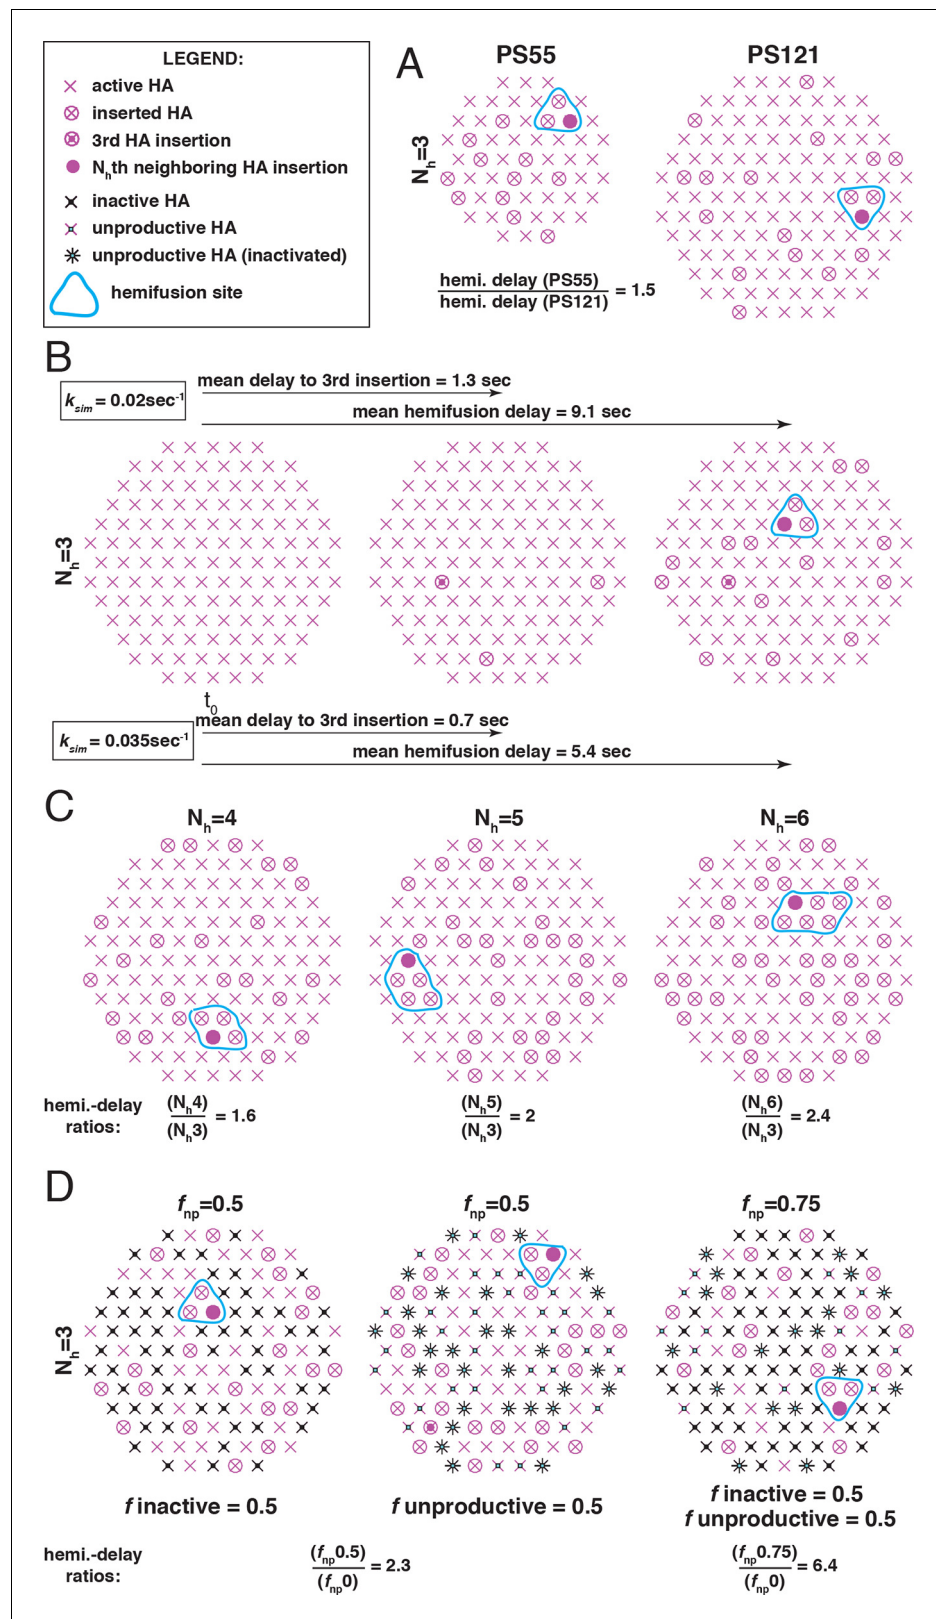 LEGEND:
active HA
inserted HA
3rd HA insertion
Nhth neighboring HA insertion
inactive HA
unproductive HA
unproductive HA (inactivated)
hemifusion site
A
PS55
PS121
Nh=3
hemi. delay (PS55)
hemi. delay (PS121)
= 1.5
B
ksim = 0.02sec-1
mean delay to 3rd insertion = 1.3 sec
mean hemifusion delay = 9.1 sec
Nh=3
t0
ksim = 0.035sec-1
mean delay to 3rd insertion = 0.7 sec
mean hemifusion delay = 5.4 sec
C
Nh=4
Nh=5
Nh=6
hemi.-delay
ratios:
(Nh4)
(Nh3)
= 1.6
(Nh5)
(Nh3)
= 2
(Nh6)
(Nh3)
= 2.4
D
fnp=0.5
fnp=0.5
fnp=0.75
Nh=3
f inactive = 0.5
f unproductive = 0.5
f inactive = 0.5
f unproductive = 0.5
hemi.-delay
ratios:
(fnp0.5)
(fnp0)
= 2.3
(fnp0.75)
(fnp0)
= 6.4